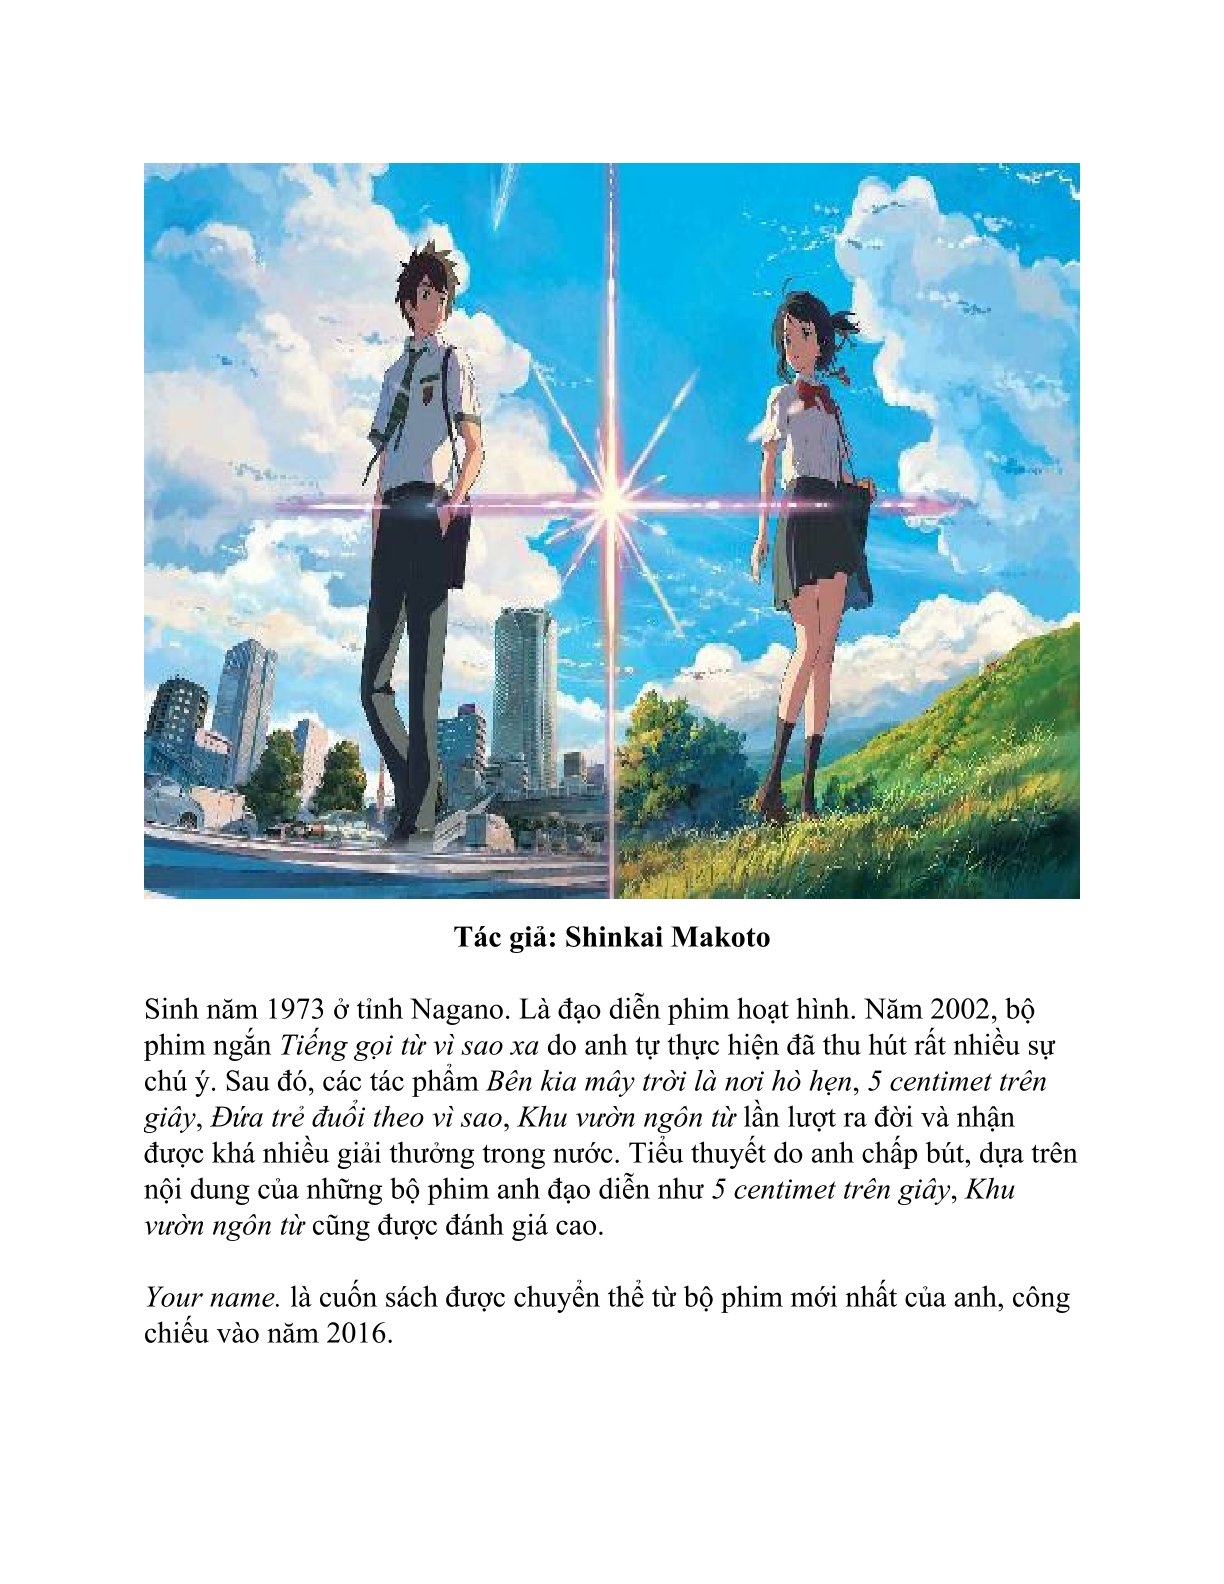 Tác giả: Shinkai Makoto
Sinh năm 1973 ở tỉnh Nagano. Là đạo diễn phim hoạt hình. Năm 2002, bộ
phim ngắn Tiếng gọi từ vì sao xa do anh tự thực hiện đã thu hút rất nhiều sự
chú ý. Sau đó, các tác phẩm Bên kia mây trời là nơi hò hẹn, 5 centimet trên
giây, Đứa trẻ đuổi theo vì sao, Khu vườn ngôn từ lần lượt ra đời và nhận
được khá nhiều giải thưởng trong nước. Tiểu thuyết do anh chấp bút, dựa trên
nội dung của những bộ phim anh đạo diễn như 5 centimet trên giây, Khu
vườn ngôn từ cũng được đánh giá cao.
Your name. là cuốn sách được chuyển thể từ bộ phim mới nhất của anh, công
chiếu vào năm 2016.